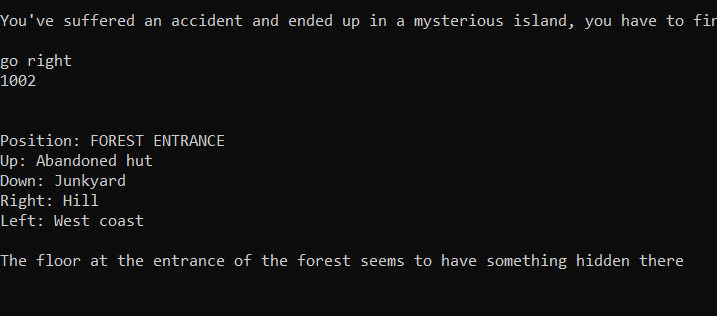 You've suffered an accident and ended up in a mysterious island, you have to fin
go right
1002
Position: FOREST ENTRANCE
Up: Abandoned hut
Down: Junkyard
Right: Hill
Left: West coast
The floor at the entrance of the forest seems to have something hidden there